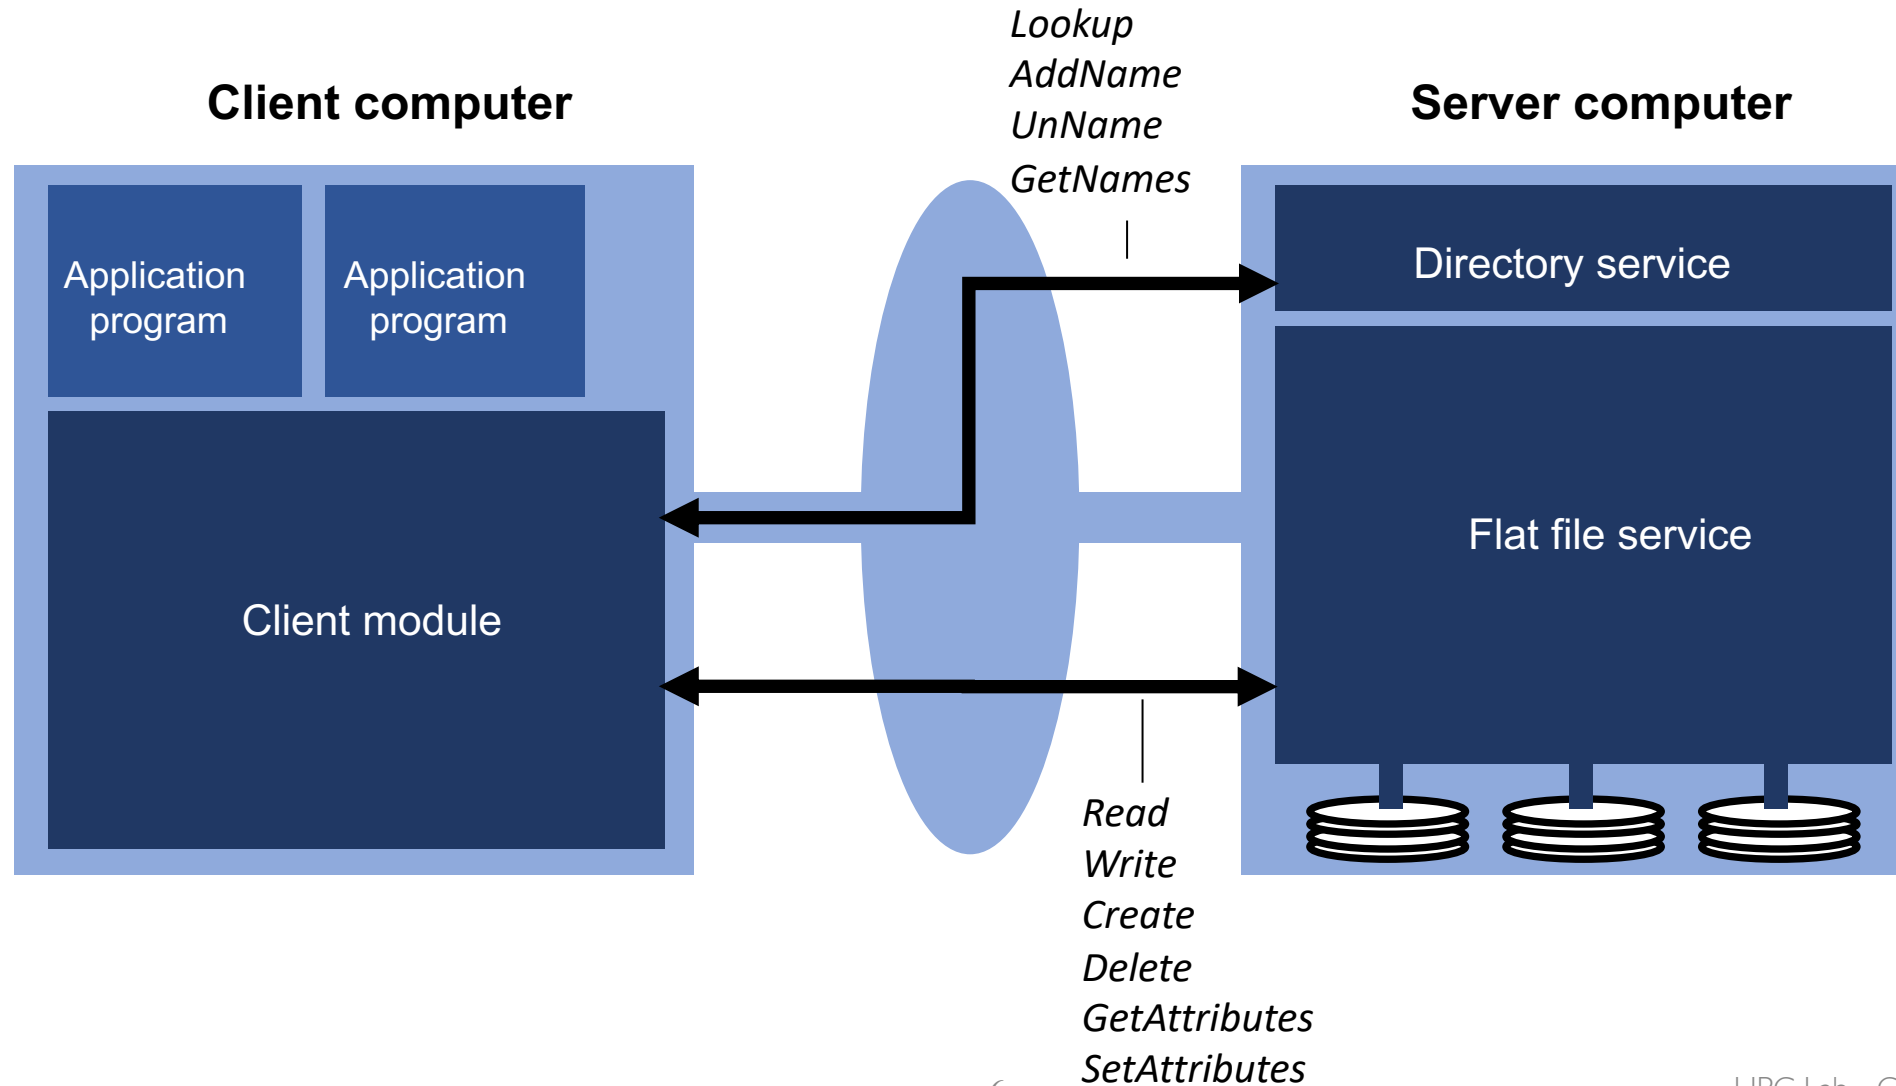 Lookup
AddName
UnName
GetNames
Client computer
Server computer
Application
program
Application
program
Client module
Directory service
Flat file service
Read
Write
Create
Delete
GetAttributes
SetAttributes